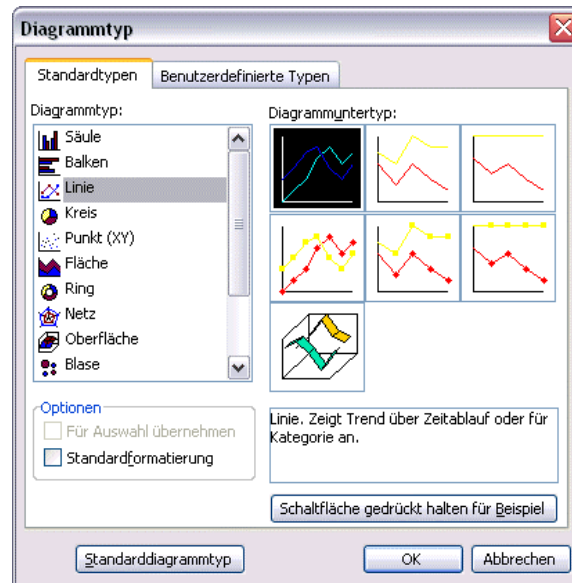 Diagrammtyp
Standardtypen
Benutzerdefinierte Typen
Diagrammtyp:
Säule
Balken
Linie
Kreis
Punkt (XY)
Fläche
Ring
Netz
Oberfläche
Blase
Diagrammuntertyp:
Optionen
Für Auswahl übernehmen
Standardformatierung
Linie. Zeigt Trend über Zeitablauf oder für
Kategorie an.
Schaltfläche gedrückt halten für Beispiel
Standarddiagrammtyp
OK
Abbrechen